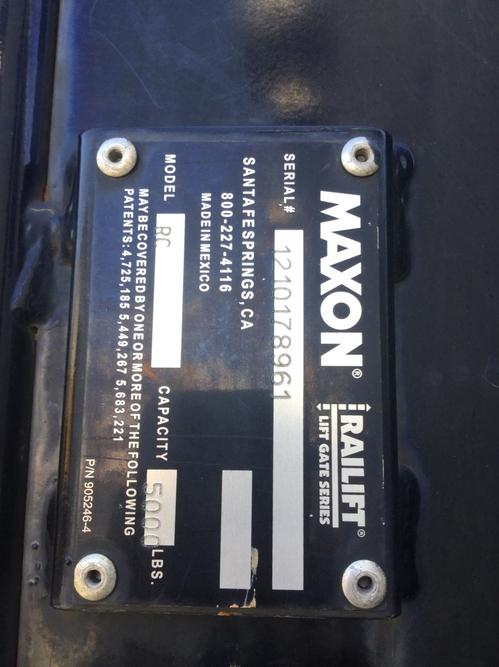 MAXON® RAILIFT®
LIFT GATE SERIES
SERIAL# 1210178961
SANTA FE SPRINGS, CA
800-227-4116
MADE IN MEXICO
MODEL RC CAPACITY 5000 LBS.
MAY BE COVERED BY ONE OR MORE OF THE FOLLOWING
PATENTS: 4,725,185 5,449,267 5,683,221
P/N 905246-4